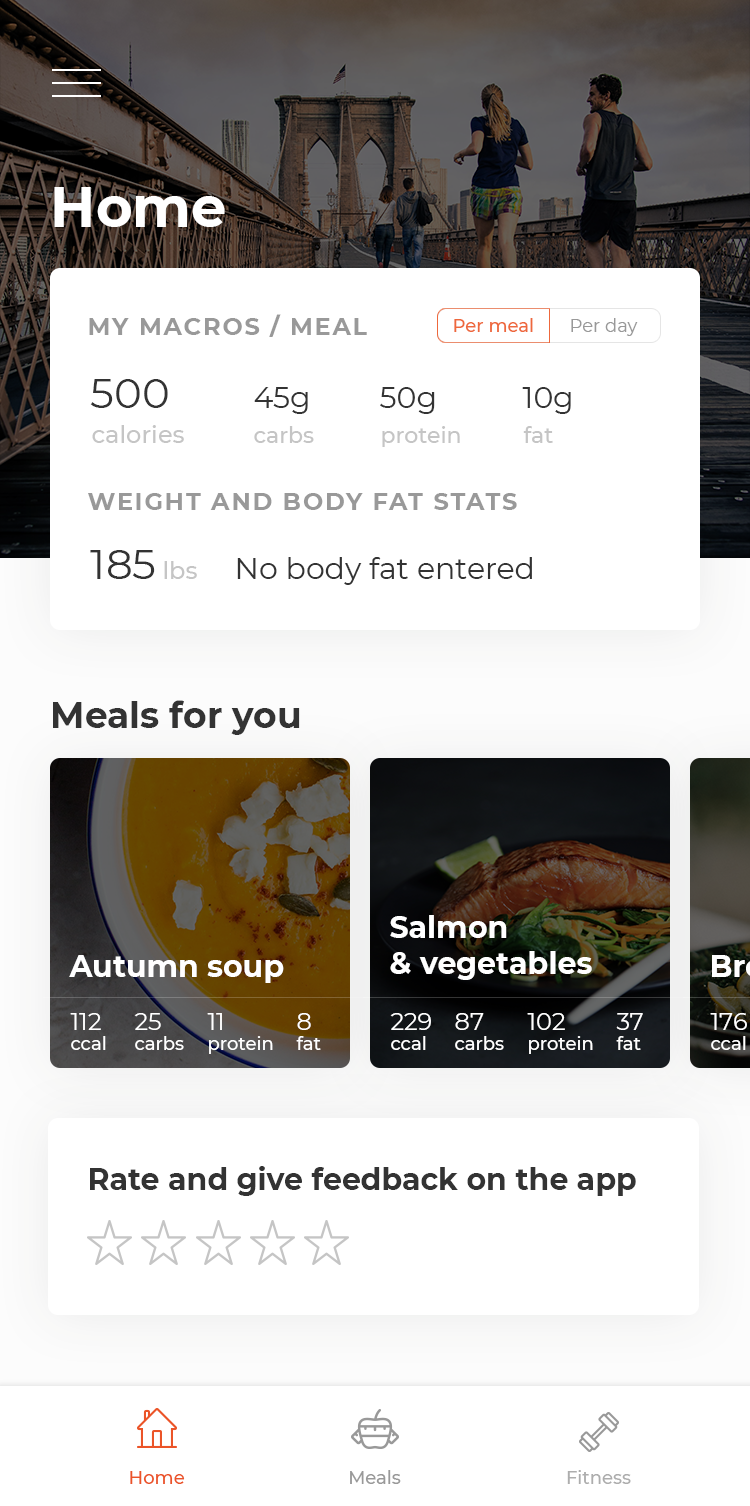 Home
MY MACROS / MEAL
Per meal Per day
500 45g 50g 10g
calories carbs protein fat
WEIGHT AND BODY FAT STATS
185 lbs No body fat entered
Meals for you
Autumn soup
112 25 11 8
ccal carbs protein fat
Salmon
& vegetables
229 87 102 37
ccal carbs protein fat
Bro
176
ccal
Rate and give feedback on the app
Home Meals Fitness